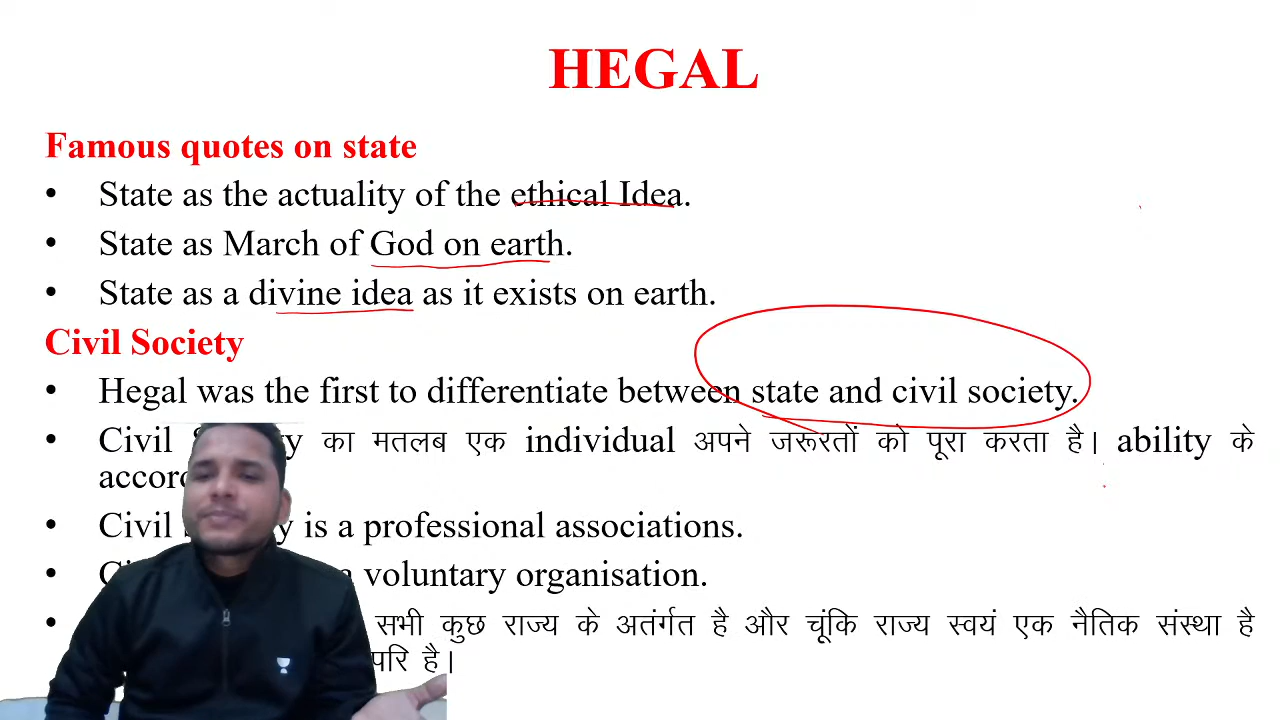 HEGAL
Famous quotes on state
• State as the actuality of the ethical Idea.
• State as March of God on earth.
• State as a divine idea as it exists on earth.
Civil Society
• Hegal was the first to differentiate between state and civil society.
• Civil का मतलब एक individual अपने जरूरतों को पूरा करता है। ability के
• Civil is a professional associations.
• voluntary organisation.
• सभी कुछ राज्य के अतंर्गत है और चूंकि राज्य स्वयं एक नैतिक संस्था है
परि है।